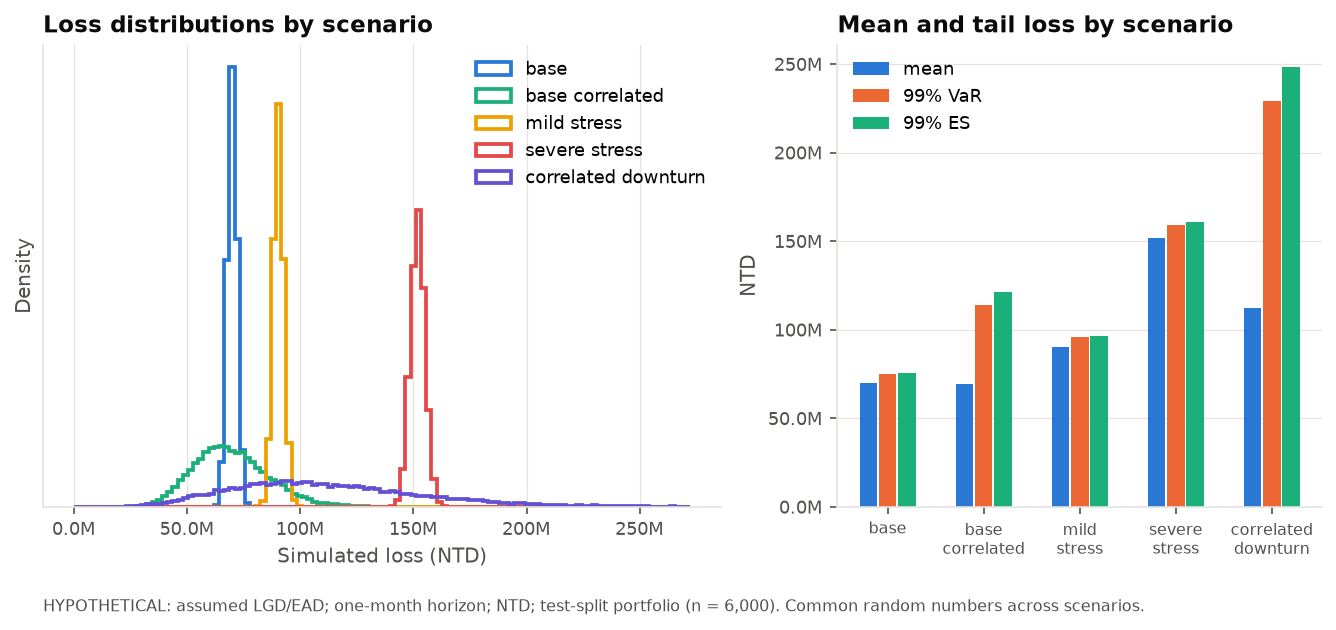 Loss distributions by scenario
base
base correlated
mild stress
severe stress
correlated downturn
Density
0.0M 50.0M 100M 150M 200M 250M
Simulated loss (NTD)
Mean and tail loss by scenario
mean
99% VaR
99% ES
NTD
250M
200M
150M
100M
50.0M
0.0M
base
base
correlated
mild
stress
severe
stress
correlated
downturn
HYPOTHETICAL: assumed LGD/EAD; one-month horizon; NTD; test-split portfolio (n = 6,000). Common random numbers across scenarios.